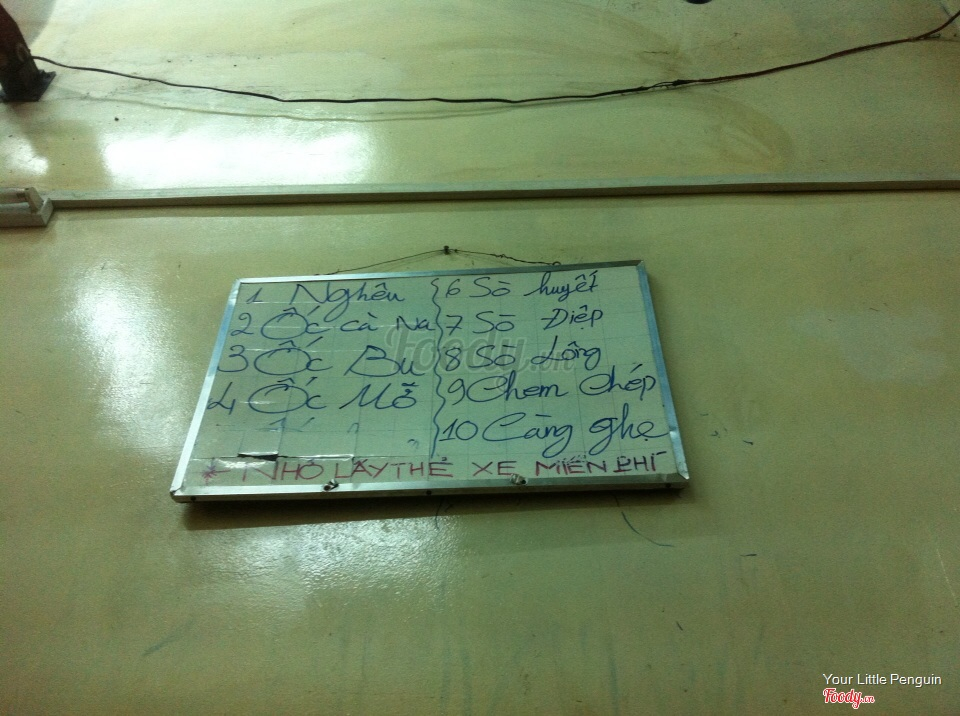 1 Nghêu
2 Ốc cà Na
3 Ốc Bu
4 Ốc Mỡ
6 Sò huyết
7 Sò Điệp
8 Sò Lông
9 Chem Chép
10 Càng ghẹ
* NHỚ LẤY THẺ XE MIỄN PHÍ
Foody.vn
Your Little Penguin
Foody.vn